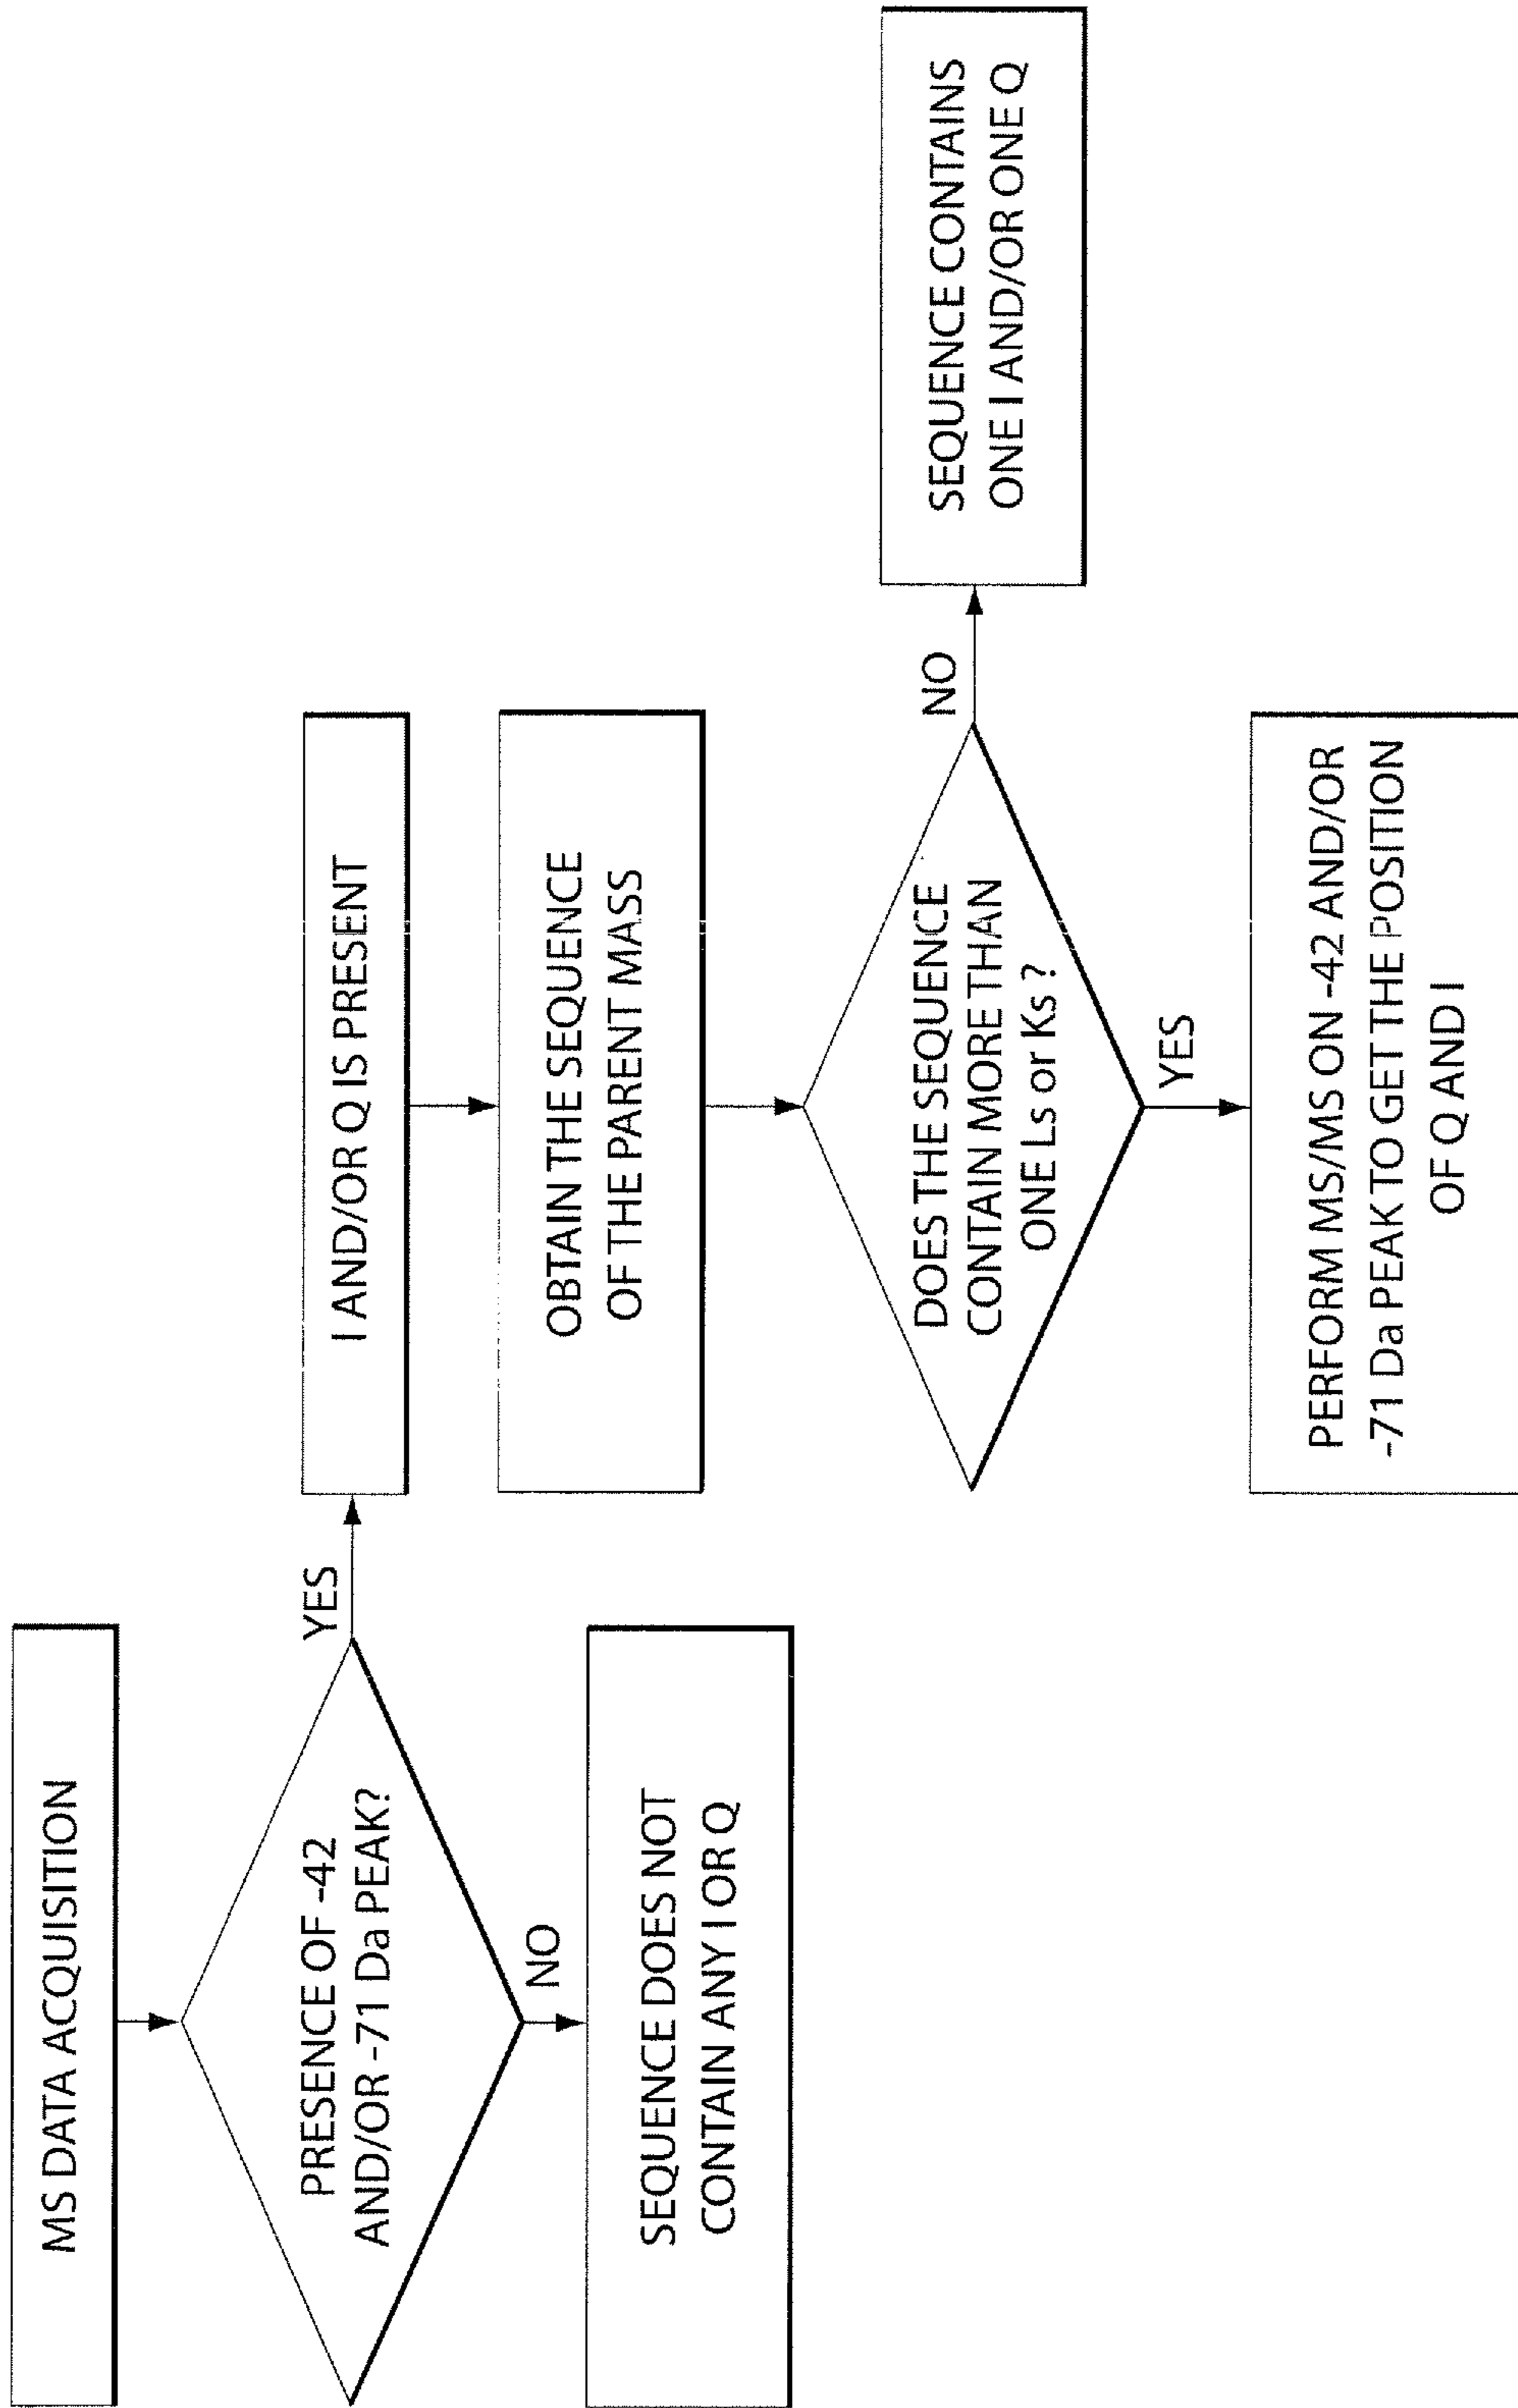 MS DATA ACQUISITION
PRESENCE OF -42
AND/OR -71 Da PEAK?
YES
NO
SEQUENCE DOES NOT
CONTAIN ANY I OR Q
I AND/OR Q IS PRESENT
OBTAIN THE SEQUENCE
OF THE PARENT MASS
DOES THE SEQUENCE
CONTAIN MORE THAN
ONE Ls or Ks ?
NO
YES
SEQUENCE CONTAINS
ONE I AND/OR ONE Q
PERFORM MS/MS ON -42 AND/OR
-71 Da PEAK TO GET THE POSITION
OF Q AND I